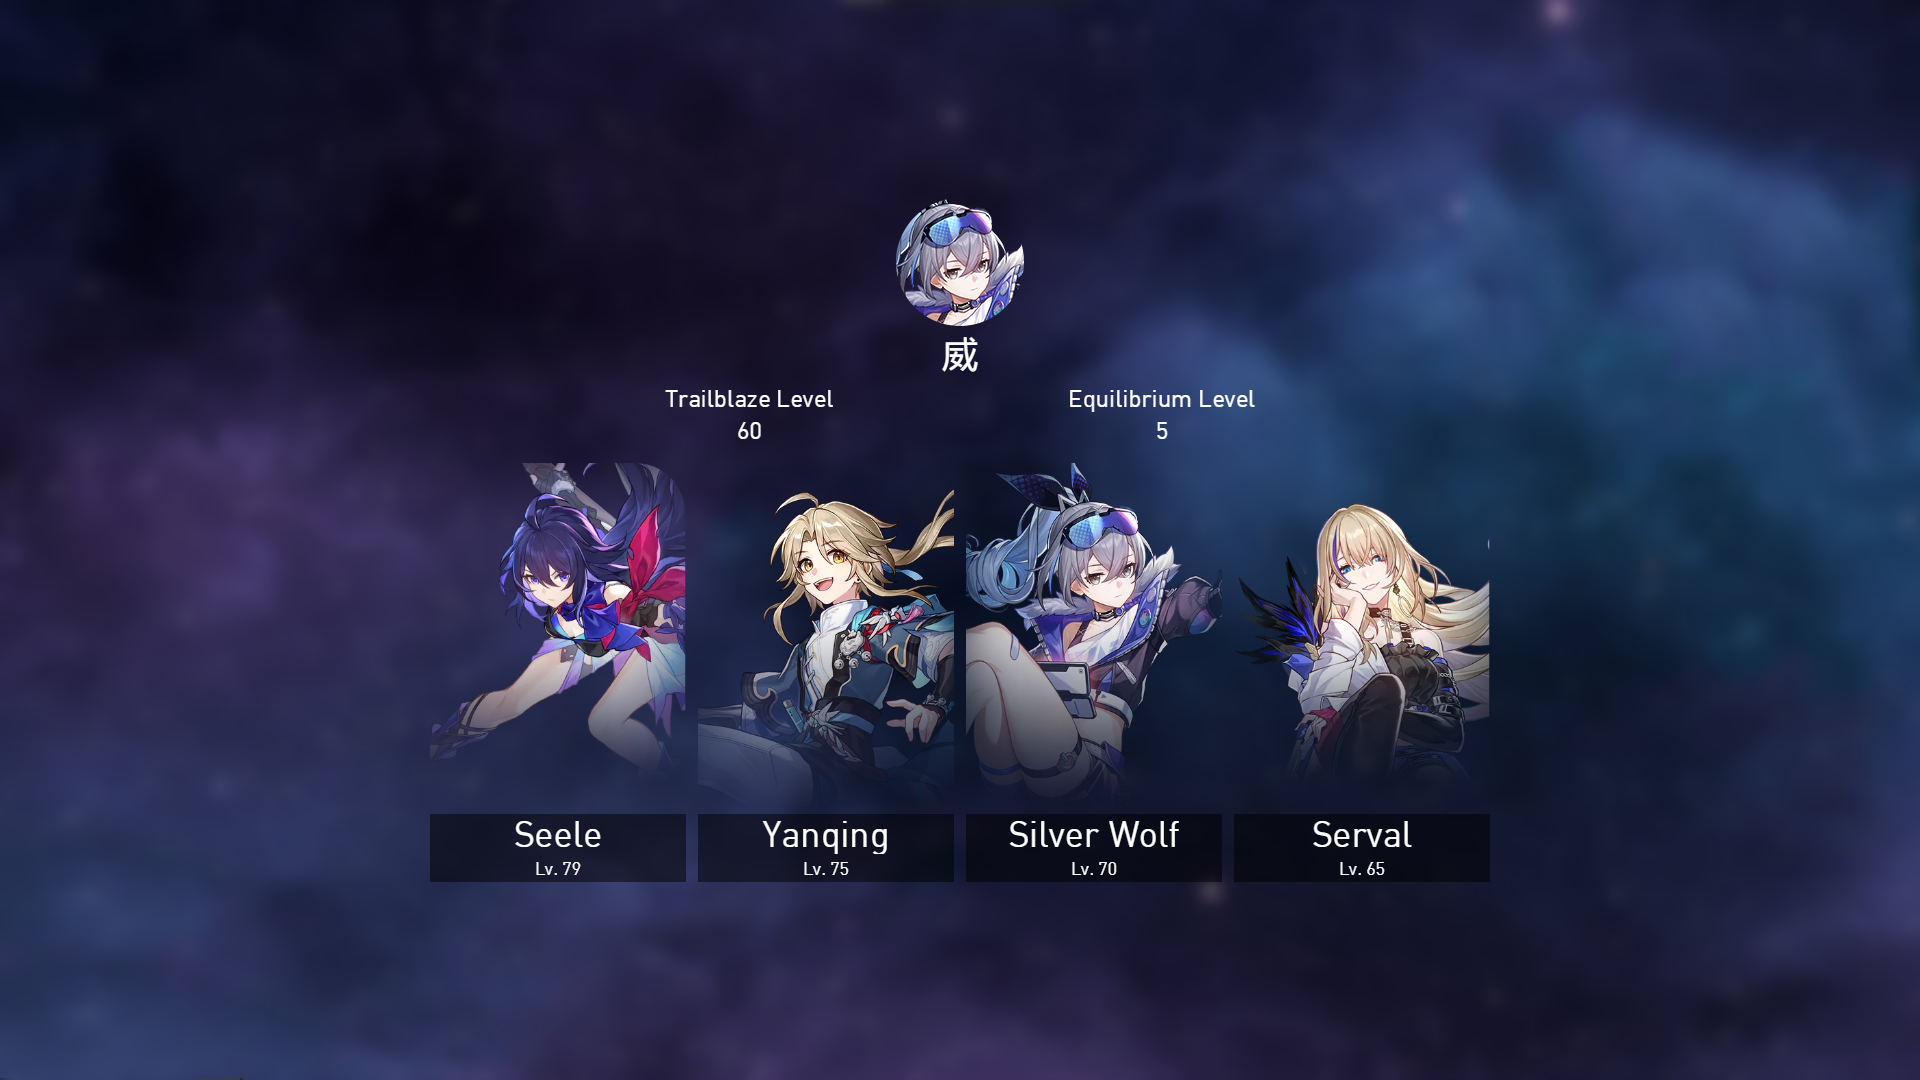 威
Trailblaze Level
60
Equilibrium Level
5
Seele
Lv. 79
Yanqing
Lv. 75
Silver Wolf
Lv. 70
Serval
Lv. 65